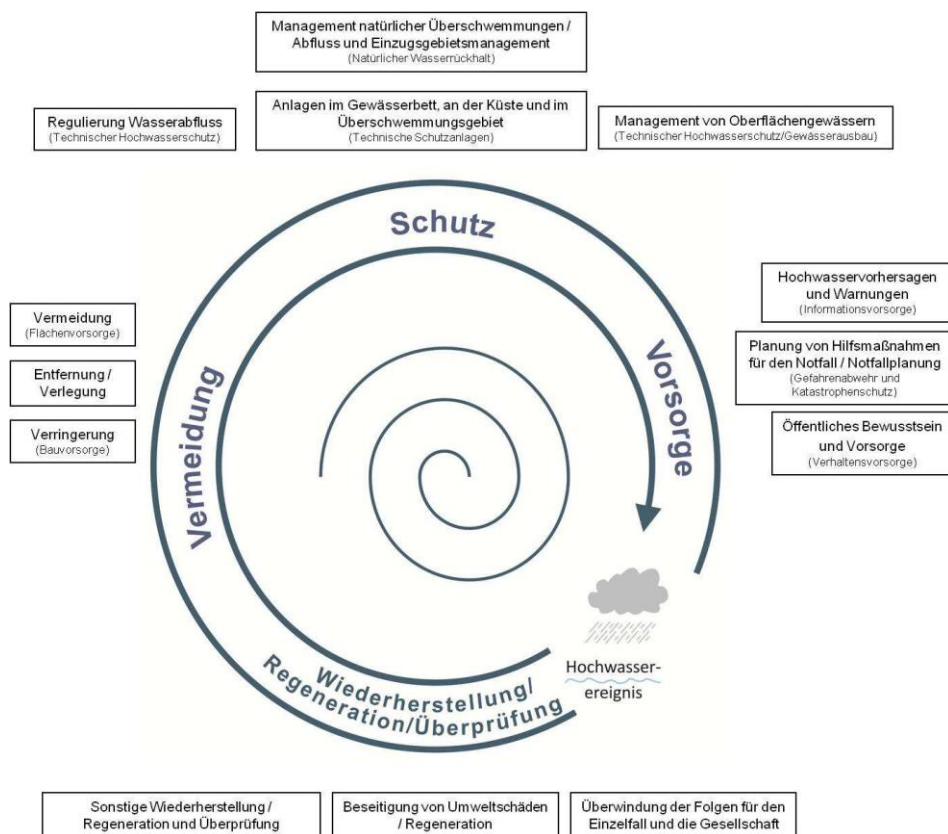 Management natürlicher Überschwemmungen /
Abfluss und Einzugsgebietsmanagement
(Natürlicher Wasserrückhalt)
Regulierung Wasserabfluss
(Technischer Hochwasserschutz)
Anlagen im Gewässerbett, an der Küste und im
Überschwemmungsgebiet
(Technische Schutzanlagen)
Management von Oberflächengewässern
(Technischer Hochwasserschutz/Gewässerausbau)
Schutz
Vermeidung
(Flächenvorsorge)
Entfernung /
Verlegung
Verringerung
(Bauvorsorge)
Vermeidung
Vorsorge
Hochwasservorhersagen
und Warnungen
(Informationsvorsorge)
Planung von Hilfsmaßnahmen
für den Notfall / Notfallplanung
(Gefahrenabwehr und
Katastrophenschutz)
Öffentliches Bewusstsein
und Vorsorge
(Verhaltensvorsorge)
Hochwasser-
ereignis
Wiederherstellung/
Regeneration/Überprüfung
Sonstige Wiederherstellung /
Regeneration und Überprüfung
Beseitigung von Umweltschäden
/ Regeneration
Überwindung der Folgen für den
Einzelfall und die Gesellschaft